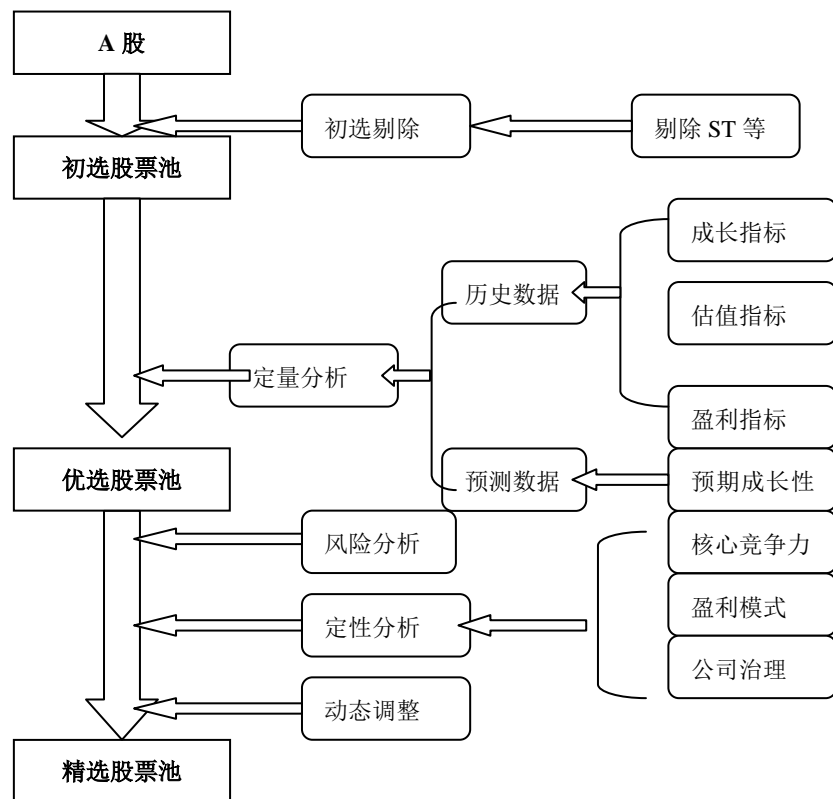 A 股
初选剔除
剔除 ST 等
初选股票池
成长指标
历史数据
估值指标
定量分析
盈利指标
优选股票池
预测数据
预期成长性
风险分析
核心竞争力
盈利模式
定性分析
公司治理
动态调整
精选股票池